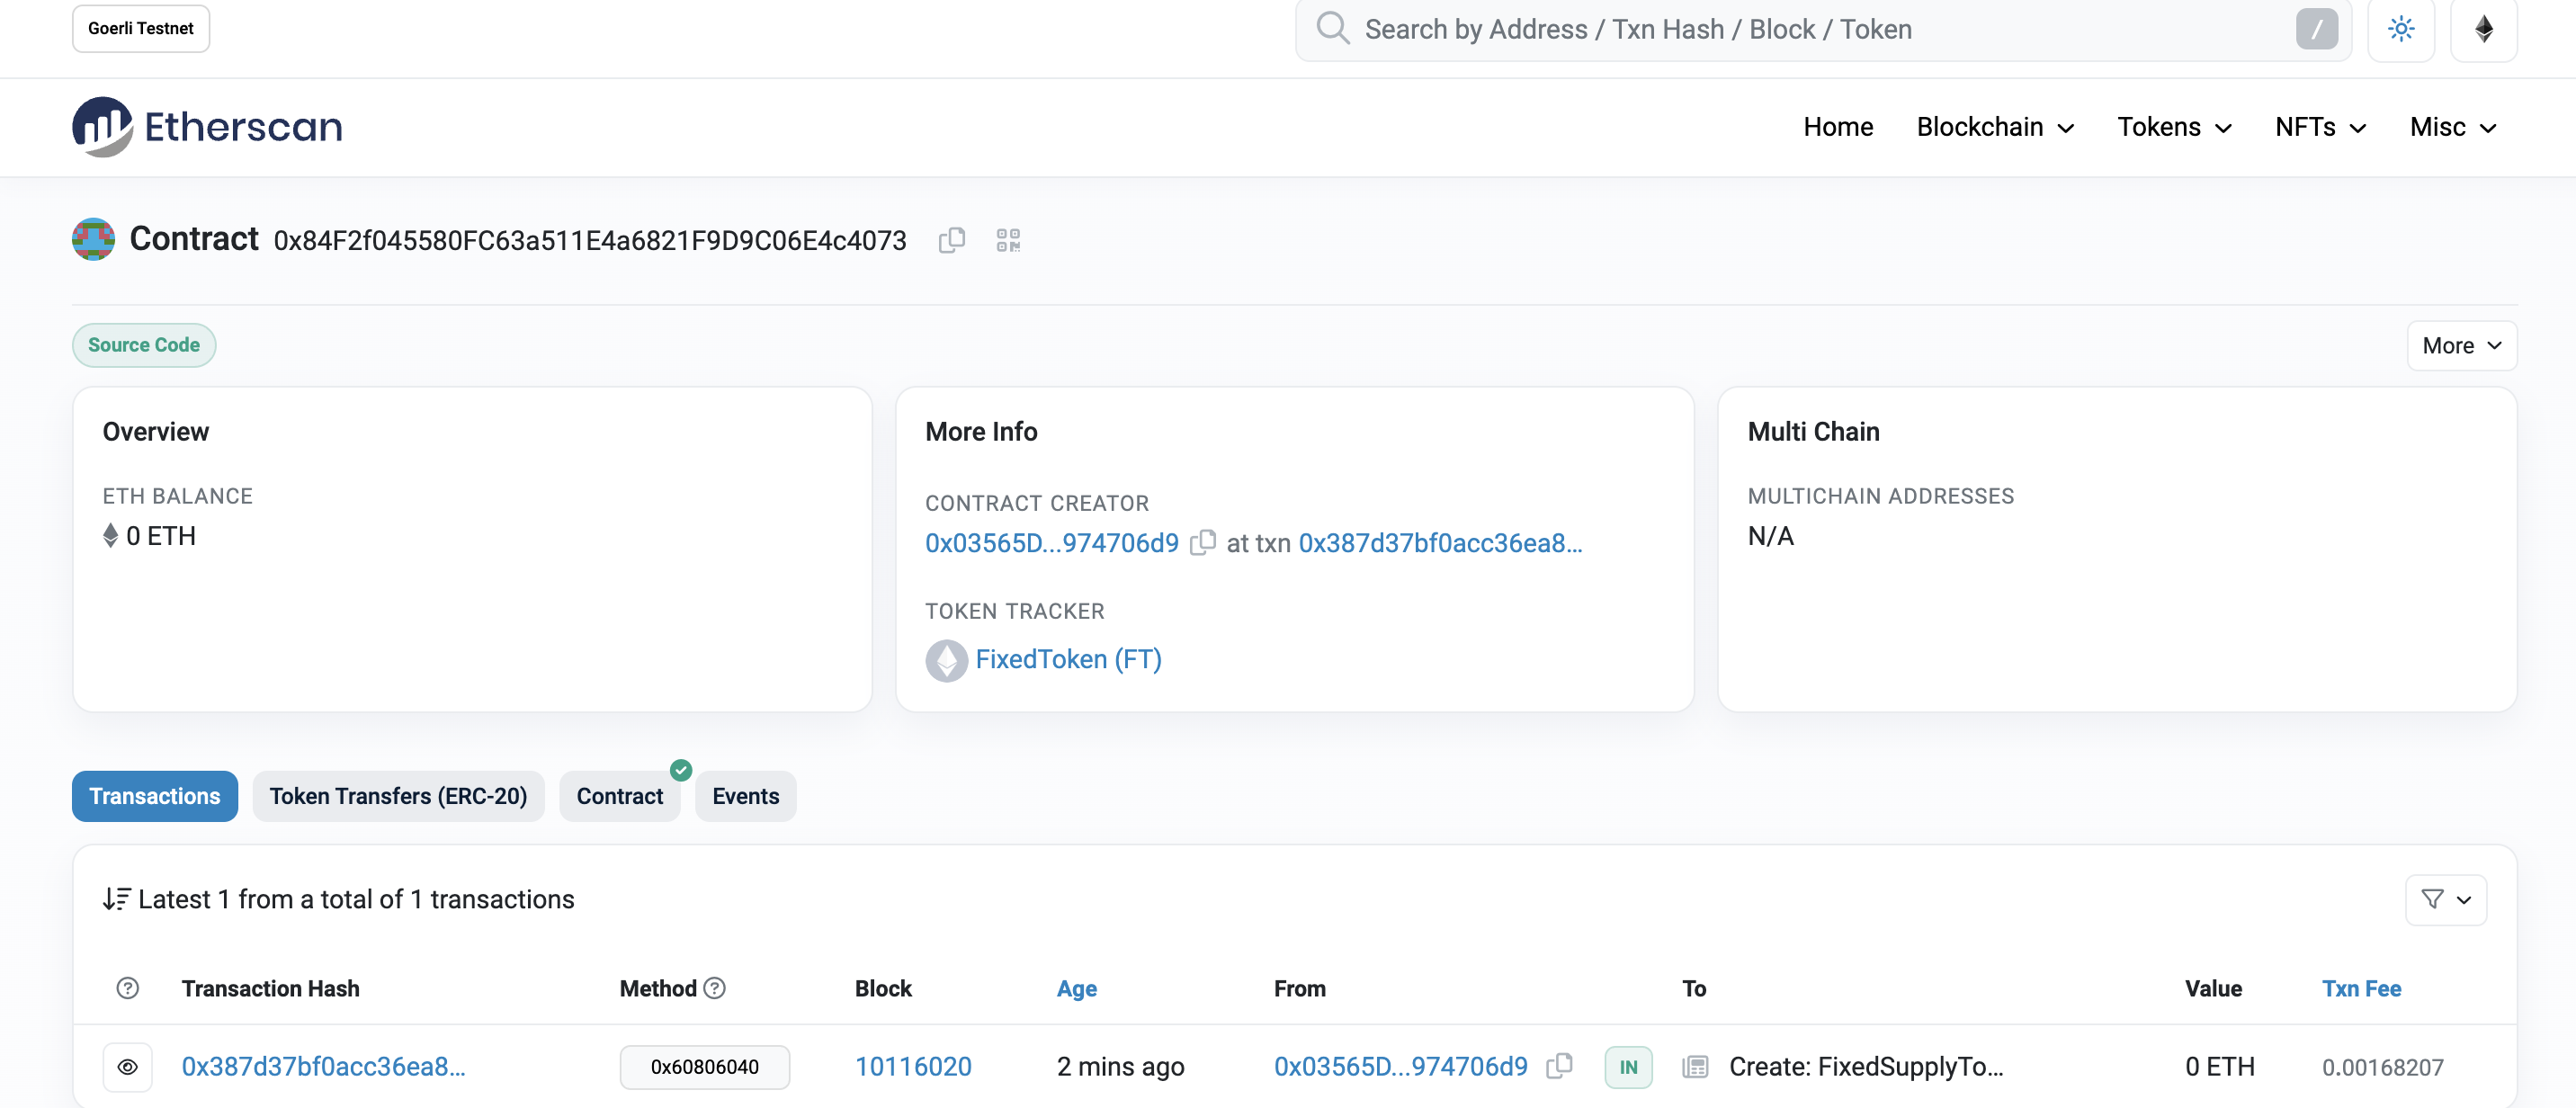 Goerli Testnet
Search by Address / Txn Hash / Block / Token /
Etherscan
Home Blockchain Tokens NFTs Misc
Contract 0x84F2f045580FC63a511E4a6821F9D9C06E4c4073
Source Code
More
Overview
ETH BALANCE
0 ETH
More Info
CONTRACT CREATOR
0x03565D...974706d9 at txn 0x387d37bf0acc36ea8...
TOKEN TRACKER
FixedToken (FT)
Multi Chain
MULTICHAIN ADDRESSES
N/A
Transactions Token Transfers (ERC-20) Contract Events
Latest 1 from a total of 1 transactions
Transaction Hash Method Block Age From To Value Txn Fee
0x387d37bf0acc36ea8... 0x60806040 10116020 2 mins ago 0x03565D...974706d9 IN Create: FixedSupplyTo... 0 ETH 0.00168207